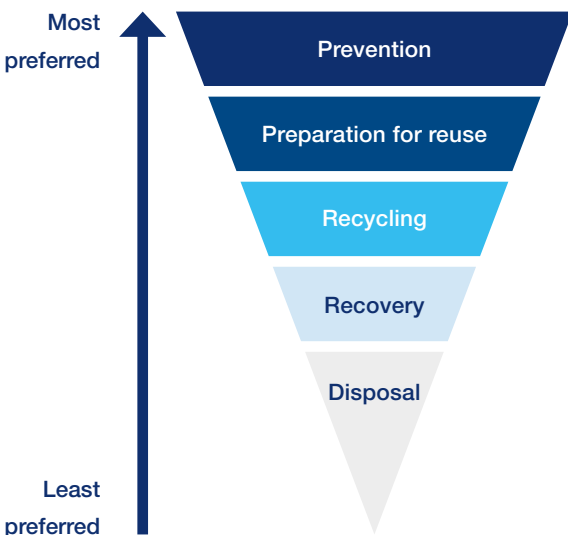 Most
preferred
Prevention
Preparation for reuse
Recycling
Recovery
Disposal
Least
preferred